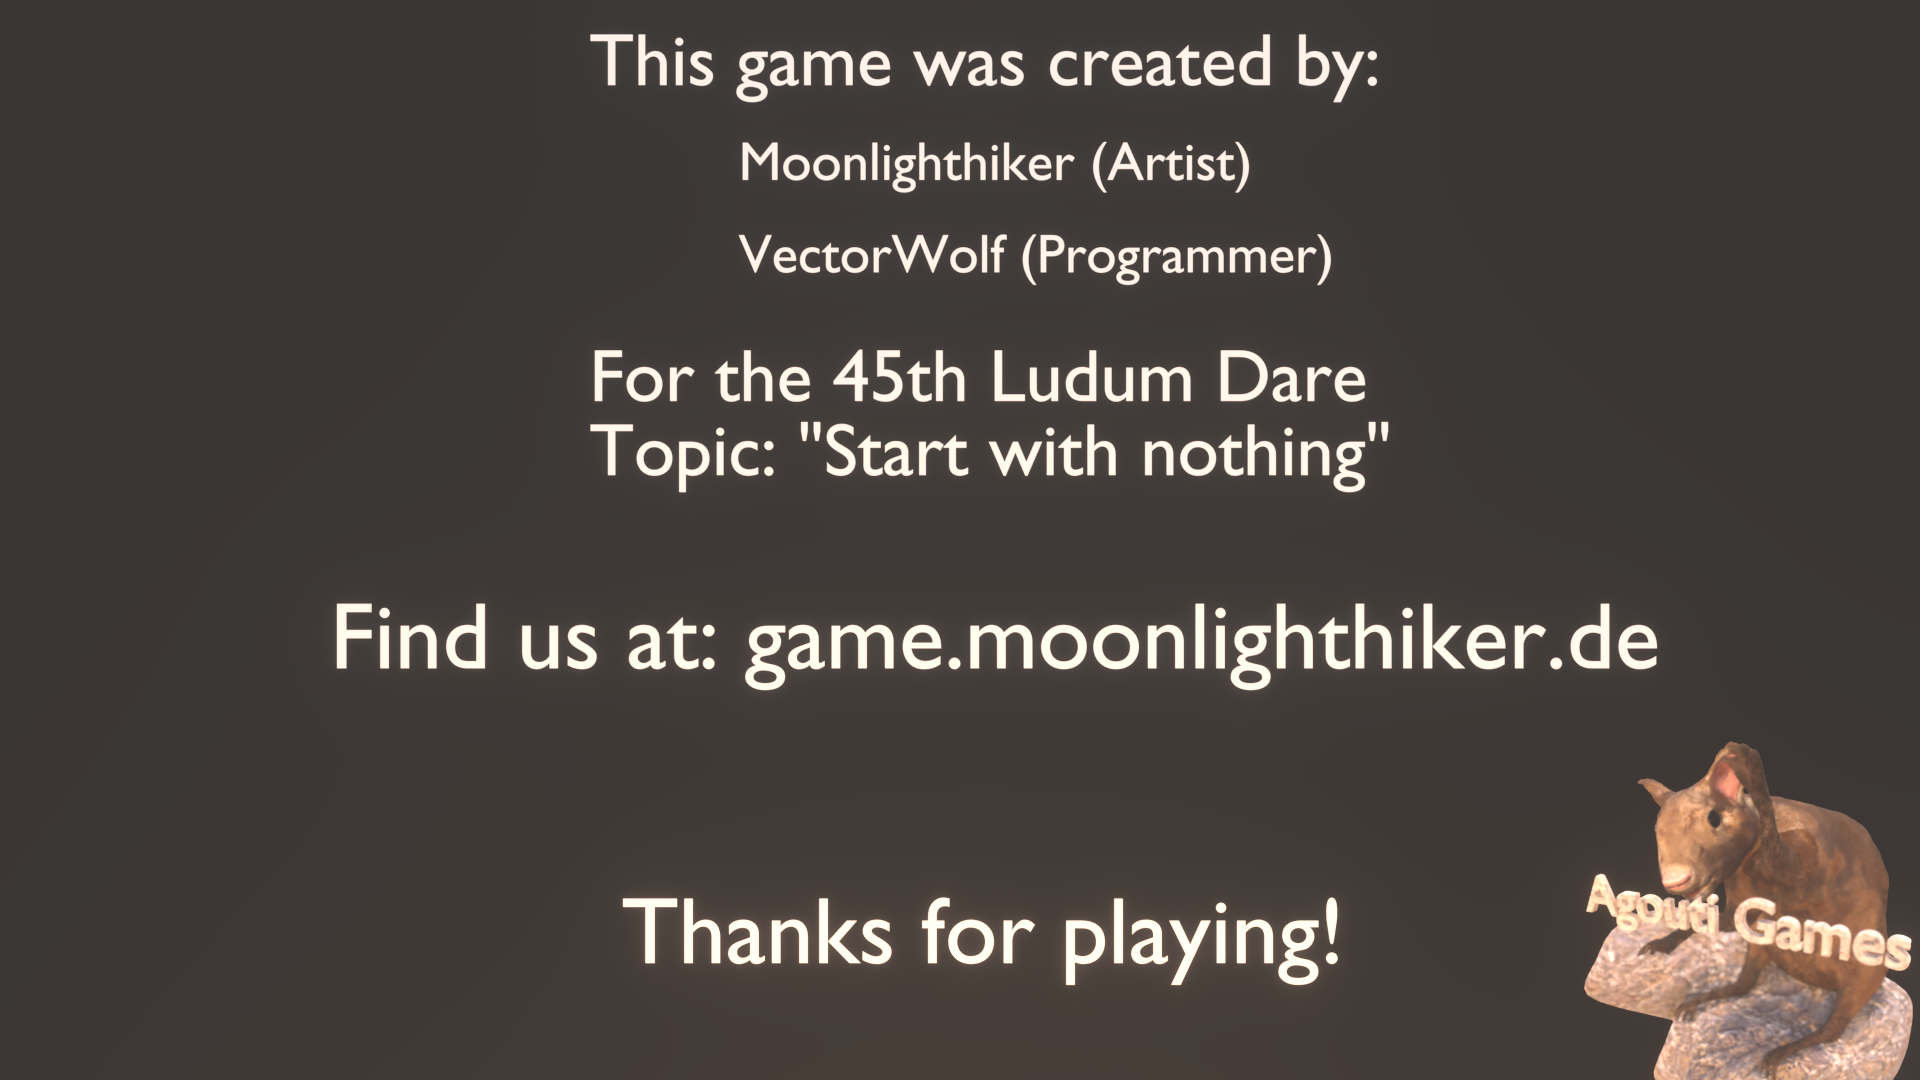 This game was created by:
Moonlighthiker (Artist)
VectorWolf (Programmer)
For the 45th Ludum Dare
Topic: "Start with nothing"
Find us at: game.moonlighthiker.de
Thanks for playing!
Agouti Games